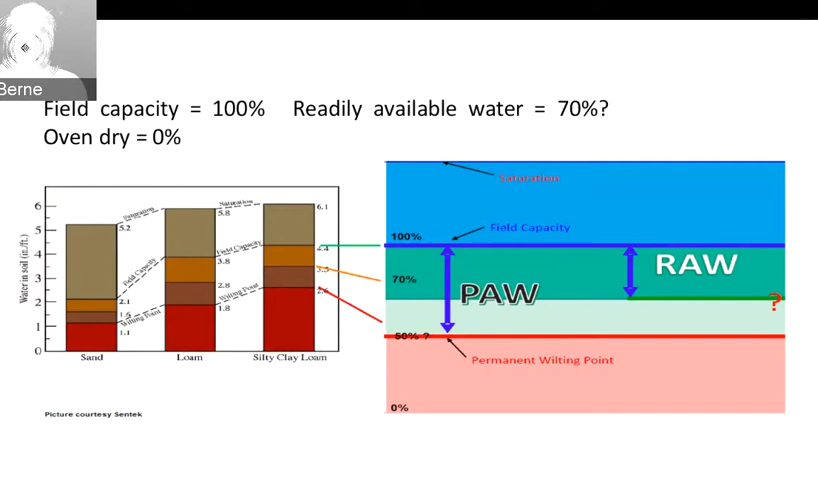 Berne
Field capacity = 100% Readily available water = 70%?
Oven dry = 0%
Water in soil (in./ft.)
6
5
4
3
2
1
0
Saturation
Field Capacity
Wilting Point
5.2
2.1
1.1
Saturation
5.8
Field Capacity
3.8
2.8
Wilting Point
1.8
6.1
4.4
3.5
2.6
Sand
Loam
Silty Clay Loam
Picture courtesy Sentek
Saturation
100%
Field Capacity
RAW
70%
PAW
?
50% ?
Permanent Wilting Point
0%